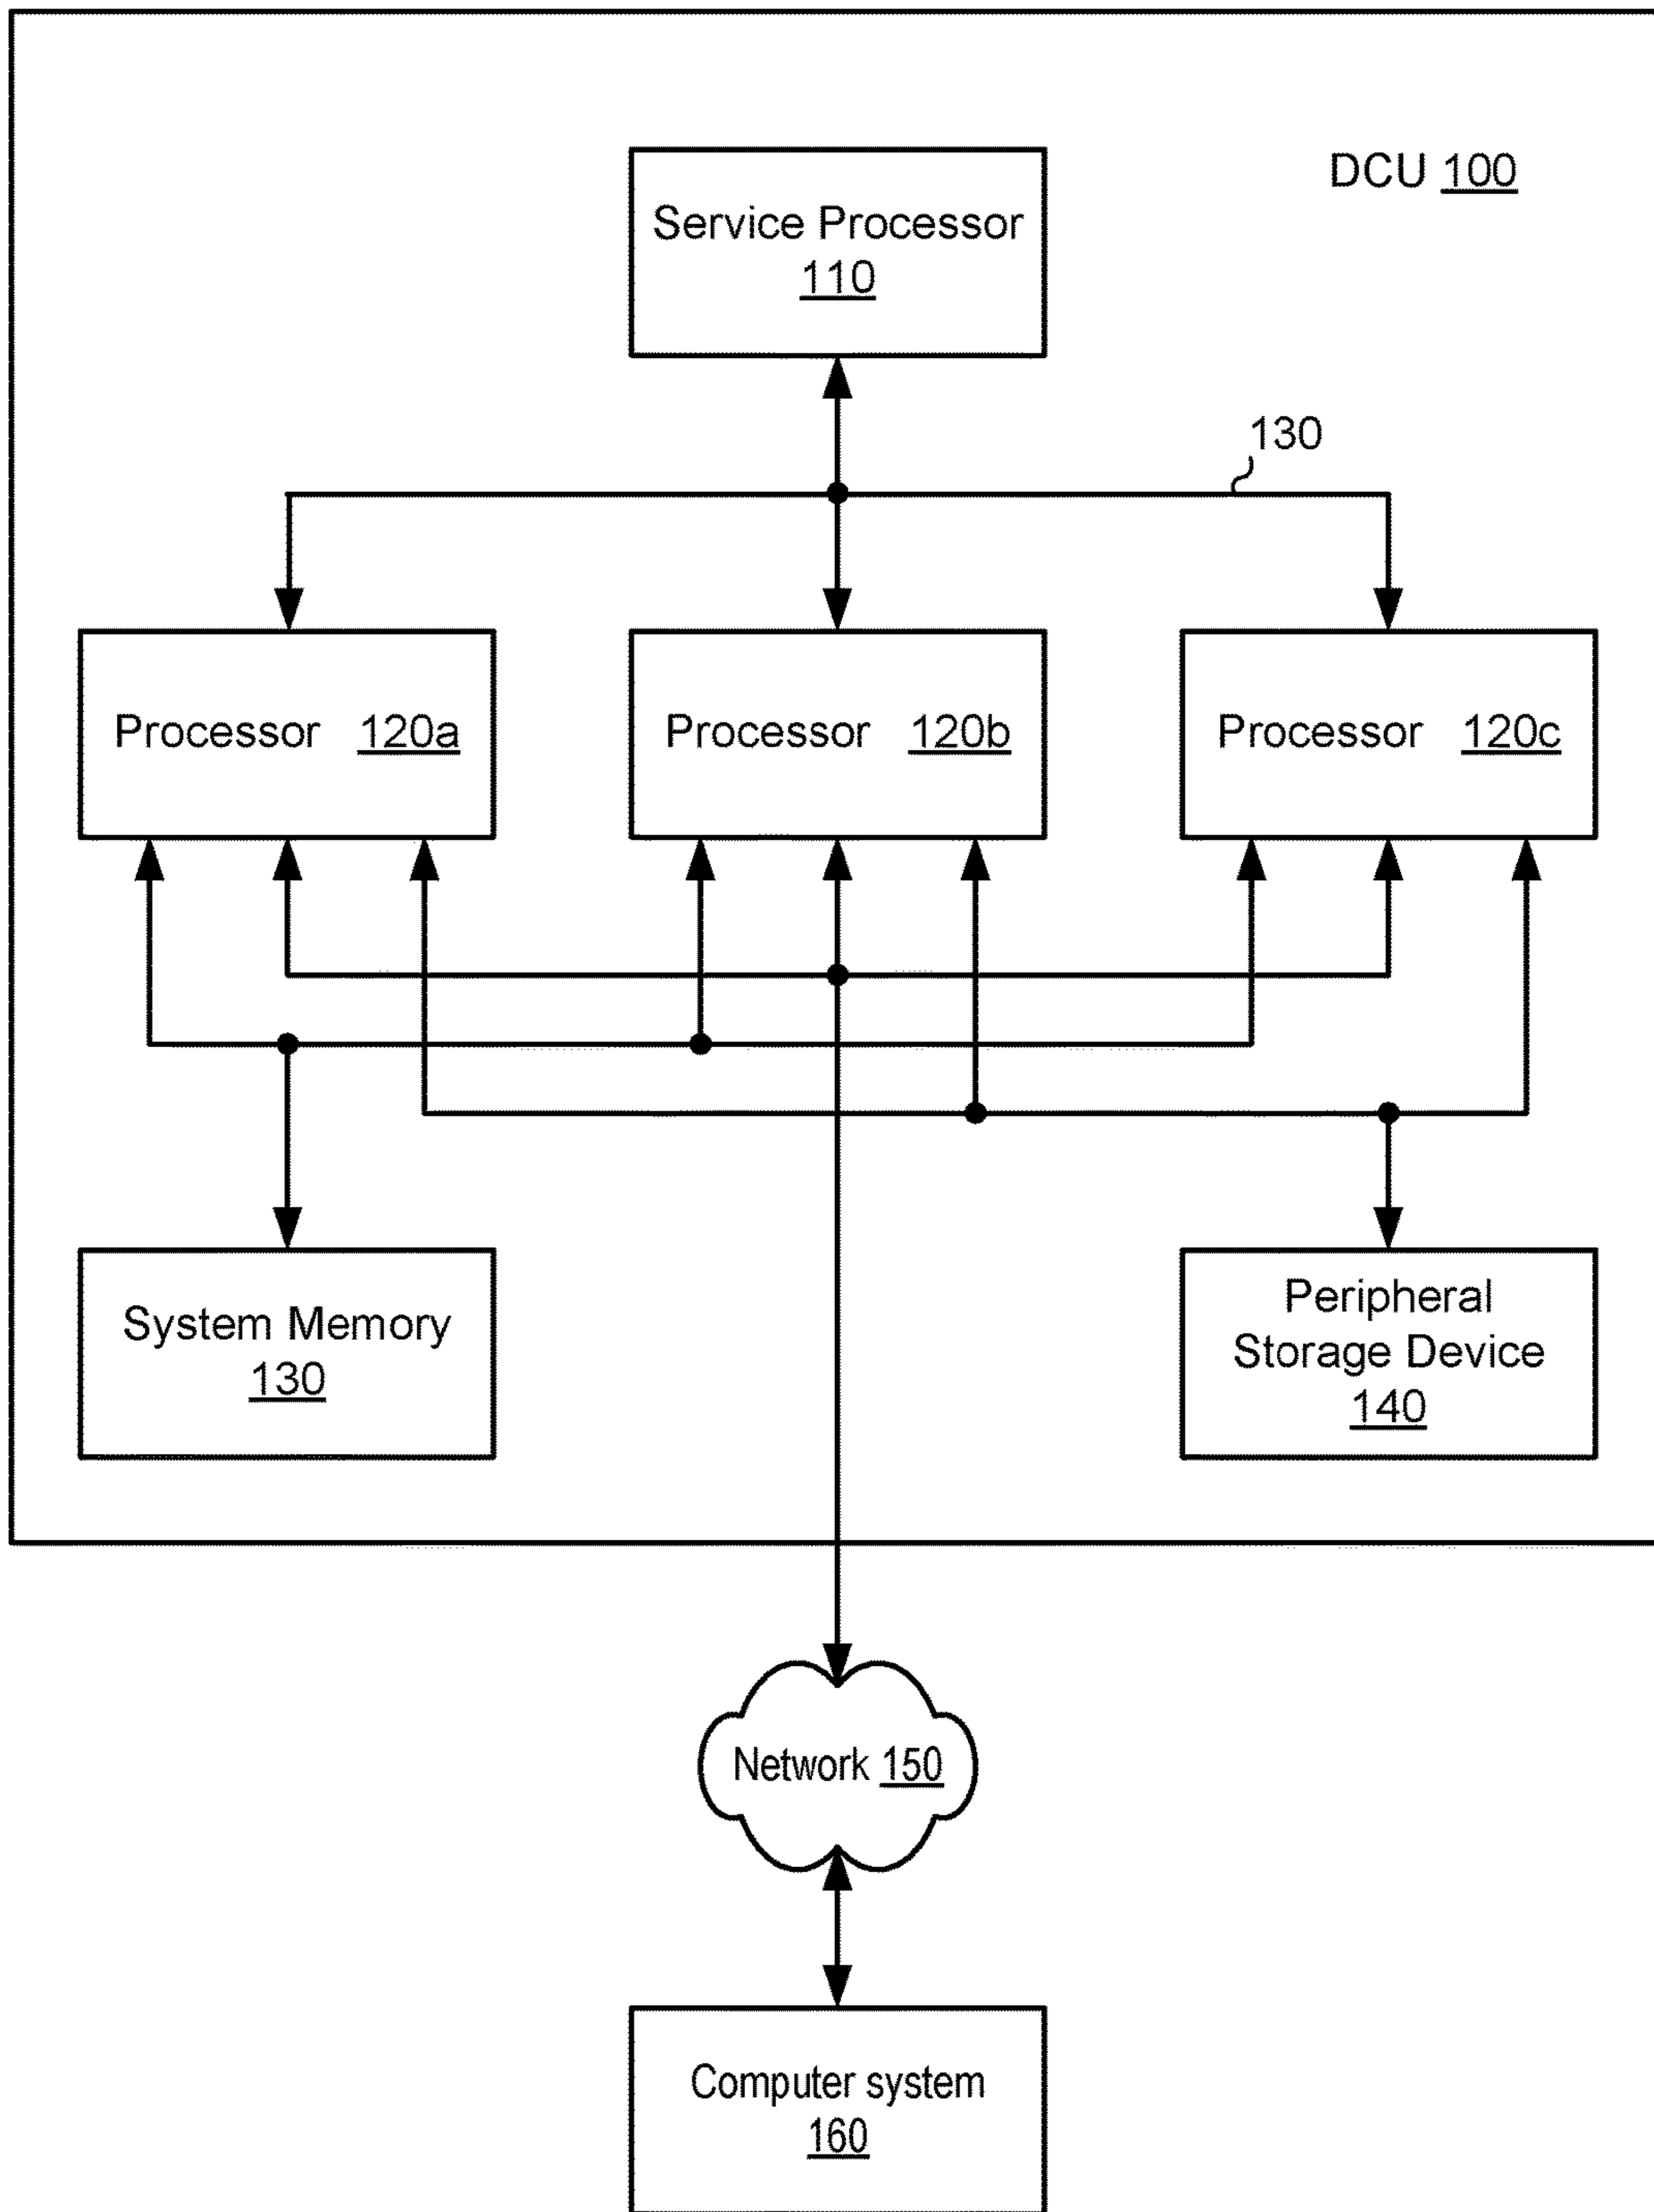 DCU 100
Service Processor
110
130
Processor 120a
Processor 120b
Processor 120c
System Memory
130
Peripheral
Storage Device
140
Network 150
Computer system
160